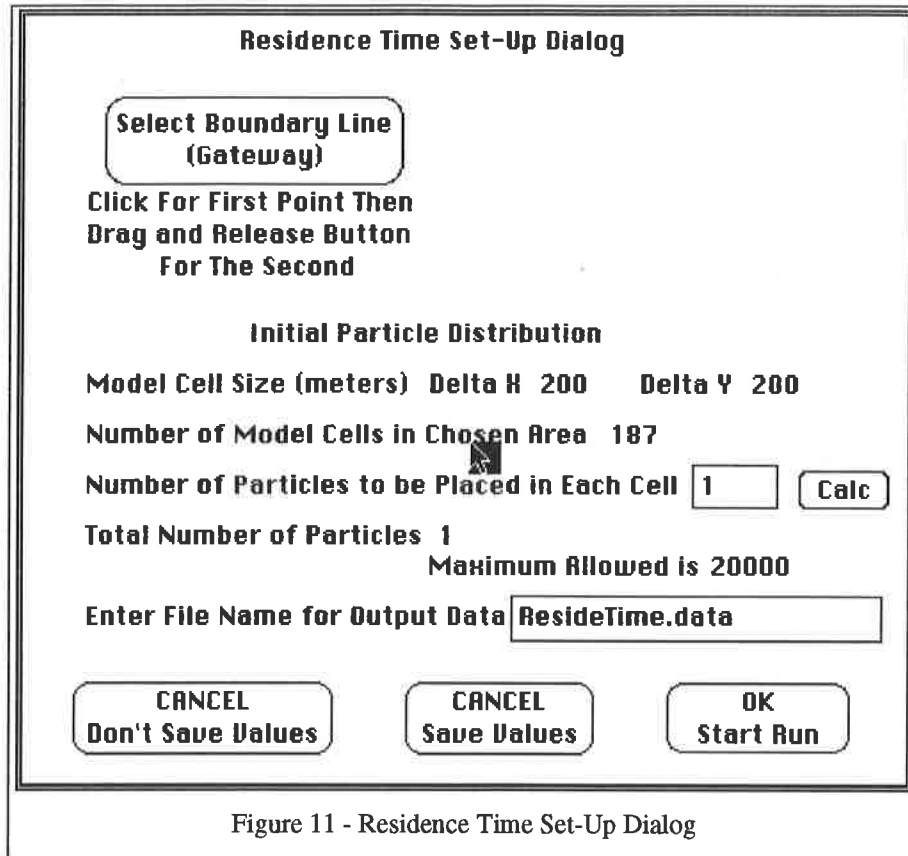 Residence Time Set-Up Dialog
Select Boundary Line
(Gateway)
Click For First Point Then
Drag and Release Button
For The Second
Initial Particle Distribution
Model Cell Size (meters) Delta X 200 Delta Y 200
Number of Model Cells in Chosen Area 187
Number of Particles to be Placed in Each Cell 1 Calc
Total Number of Particles 1
Maximum Allowed is 20000
Enter File Name for Output Data ResideTime.data
CANCEL CANCEL OK
Don't Save Values Save Values Start Run
Figure 11 - Residence Time Set-Up Dialog